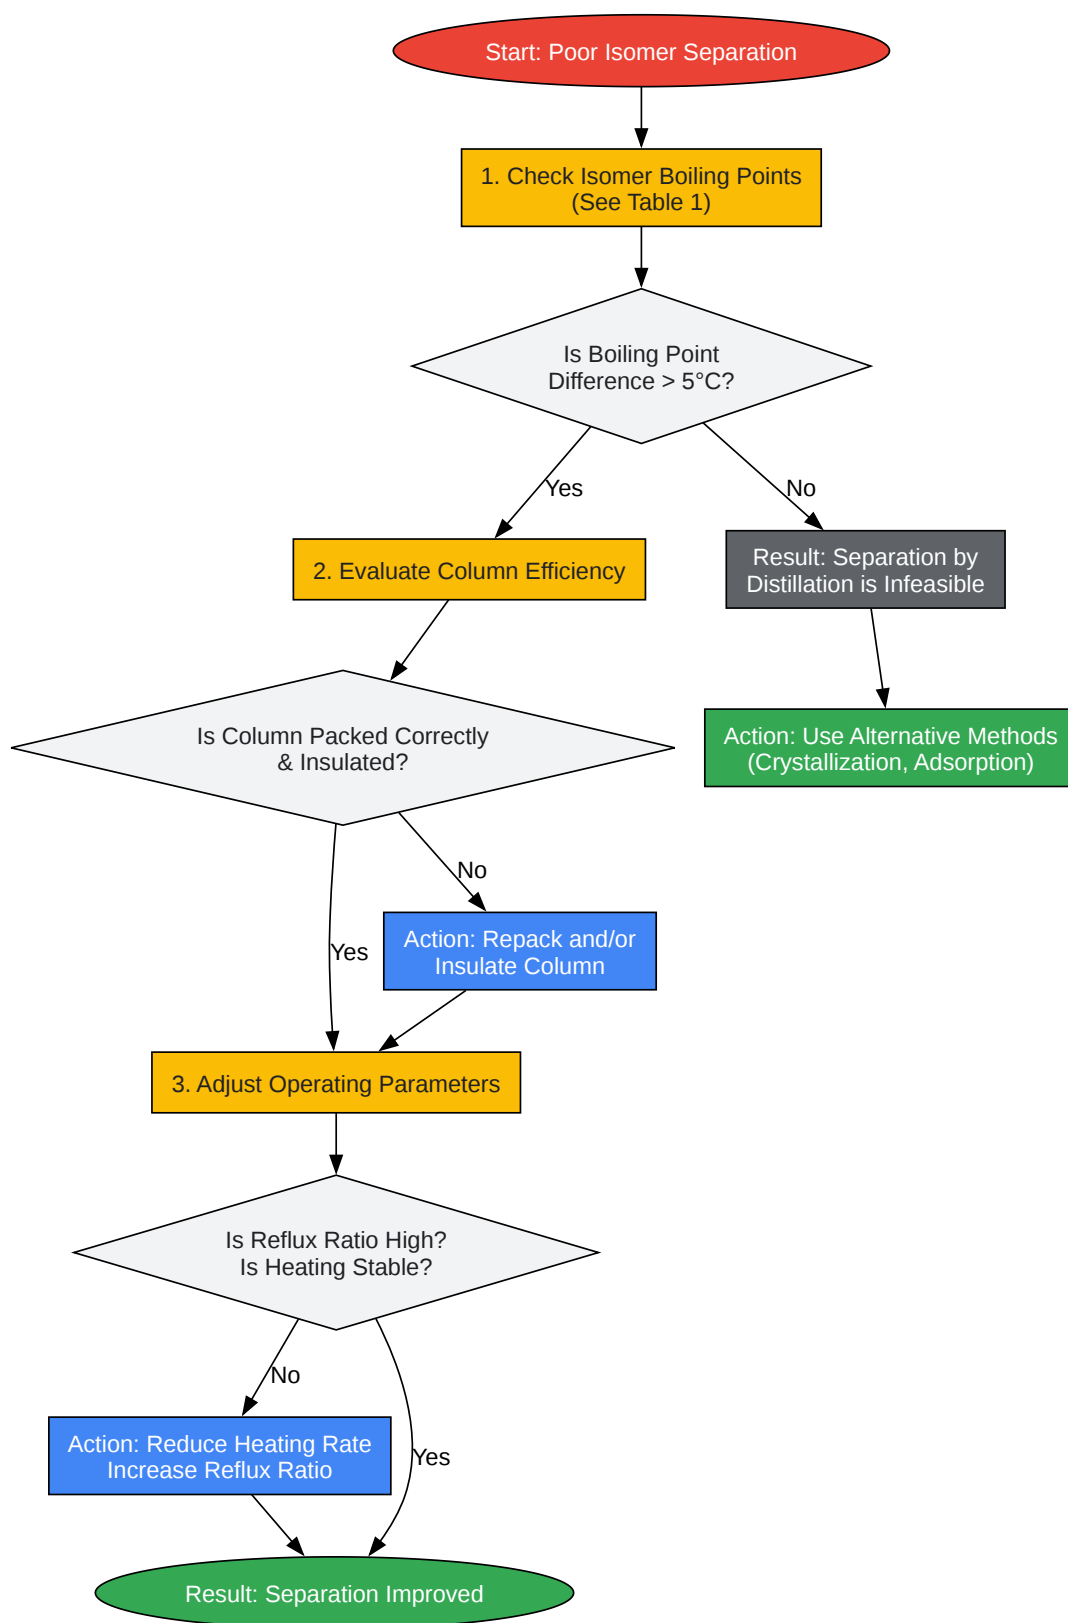 Start: Poor Isomer Separation
1. Check Isomer Boiling Points
(See Table 1)
Is Boiling Point
Difference > 5°C?
Yes
No
2. Evaluate Column Efficiency
Result: Separation by
Distillation is Infeasible
Is Column Packed Correctly
& Insulated?
Action: Use Alternative Methods
(Crystallization, Adsorption)
No
Yes
Action: Repack and/or
Insulate Column
3. Adjust Operating Parameters
Is Reflux Ratio High?
Is Heating Stable?
No
Yes
Action: Reduce Heating Rate
Increase Reflux Ratio
Result: Separation Improved